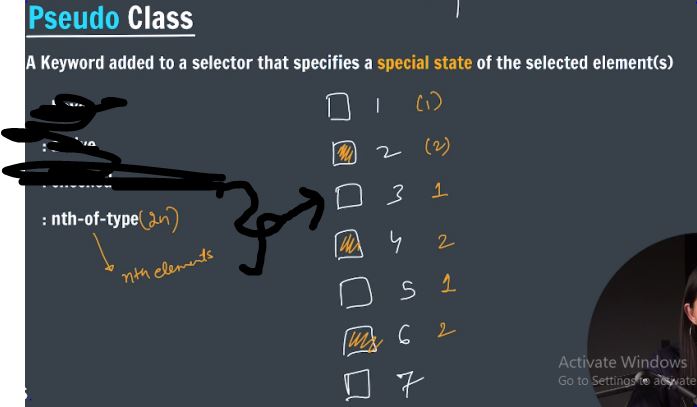 Pseudo Class
A Keyword added to a selector that specifies a special state of the selected element(s)
: nth-of-type(2n)
nth elements
1 (1)
2 (2)
3 1
4 2
5 1
6 2
7
Activate Windows
Go to Settings to activate